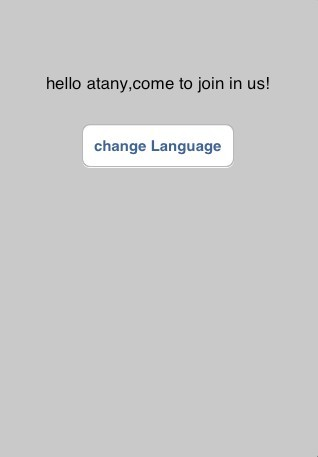 hello atany,come to join in us!
change Language